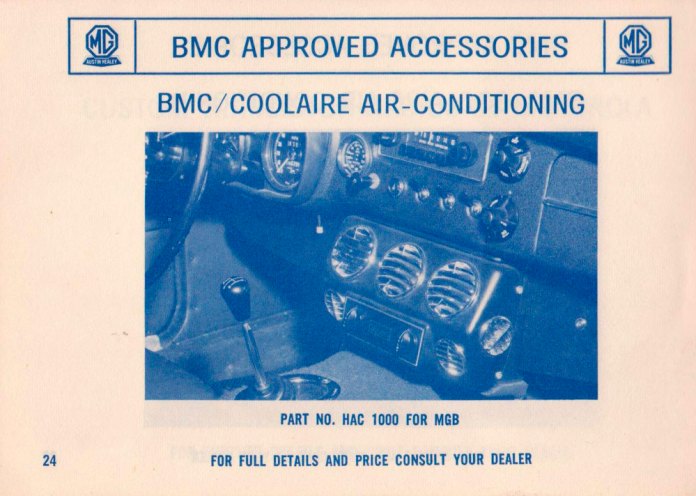 MG
AUSTIN HEALEY
BMC APPROVED ACCESSORIES
MG
AUSTIN HEALEY
BMC/COOLAIRE AIR-CONDITIONING
PART NO. HAC 1000 FOR MGB
24
FOR FULL DETAILS AND PRICE CONSULT YOUR DEALER